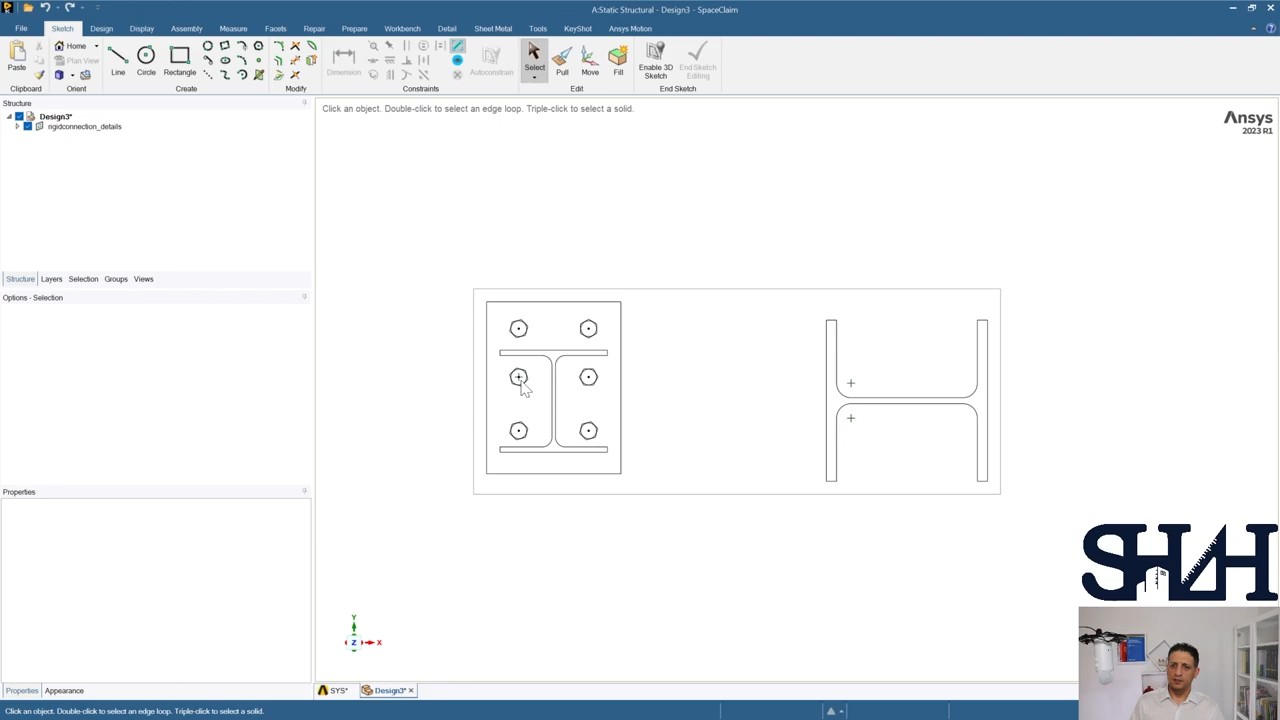 A:Static Structural - Design3* - SpaceClaim
File Sketch Design Display Assembly Measure Facets Repair Prepare Workbench Detail Sheet Metal Tools KeyShot Ansys Motion
Paste
Home
Plan View
Line Circle Rectangle
Dimension
Autoconstrain
Select Pull Move Fill
Enable 3D Sketch
End Sketch Editing
Clipboard Orient Create Modify Constraints Edit End Sketch
Structure
Design3*
rigidconnection_details
Click an object. Double-click to select an edge loop. Triple-click to select a solid.
Ansys
2023 R1
Structure Layers Selection Groups Views
Options - Selection
Properties
SHZH
Y
Z X
Properties Appearance
SYS* Design3*
Click an object. Double-click to select an edge loop. Triple-click to select a solid.